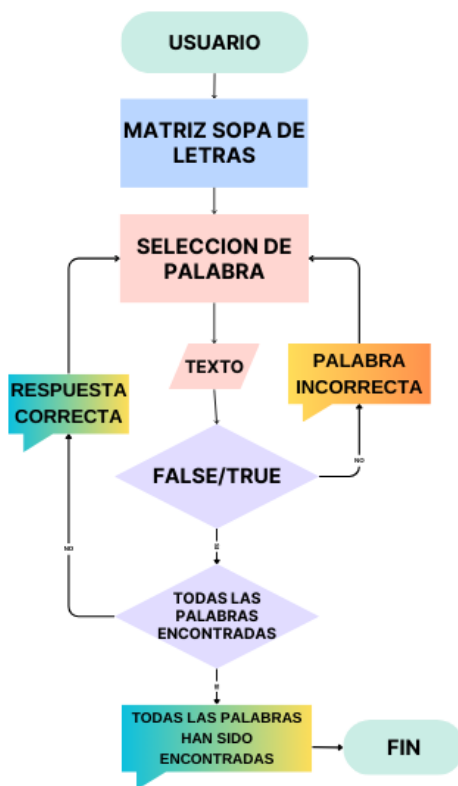 USUARIO
MATRIZ SOPA DE
LETRAS
SELECCION DE
PALABRA
TEXTO
PALABRA
INCORRECTA
RESPUESTA
CORRECTA
FALSE/TRUE
NO
NO
TODAS LAS
PALABRAS
ENCONTRADAS
TODAS LAS PALABRAS
HAN SIDO
ENCONTRADAS
FIN